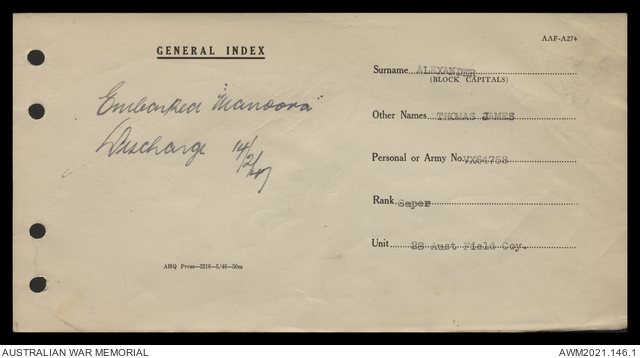 AAF-A274
GENERAL INDEX
Surname ALEXANDER
(BLOCK CAPITALS)
Embarked "Manoora"
Other Names THOMAS JAMES
Discharge 14/2/47
Personal or Army No. VX64758
Rank Saper
Unit 28 Aust Field Coy.
AHQ Press—3216—5/46—50m
AUSTRALIAN WAR MEMORIAL
AWM2021.146.1